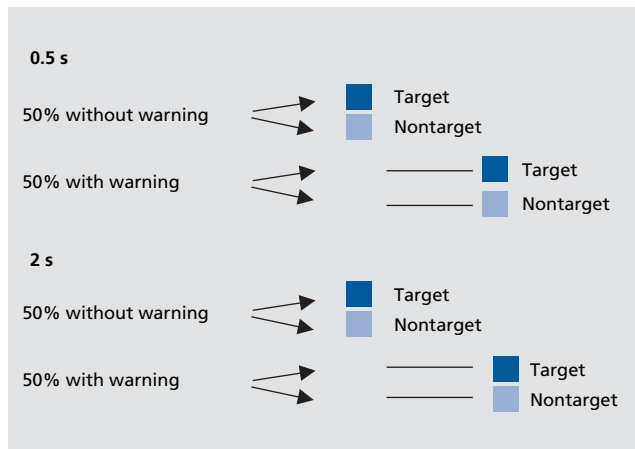 0.5 s
50% without warning
Target
Nontarget
50% with warning
Target
Nontarget
2 s
50% without warning
Target
Nontarget
50% with warning
Target
Nontarget